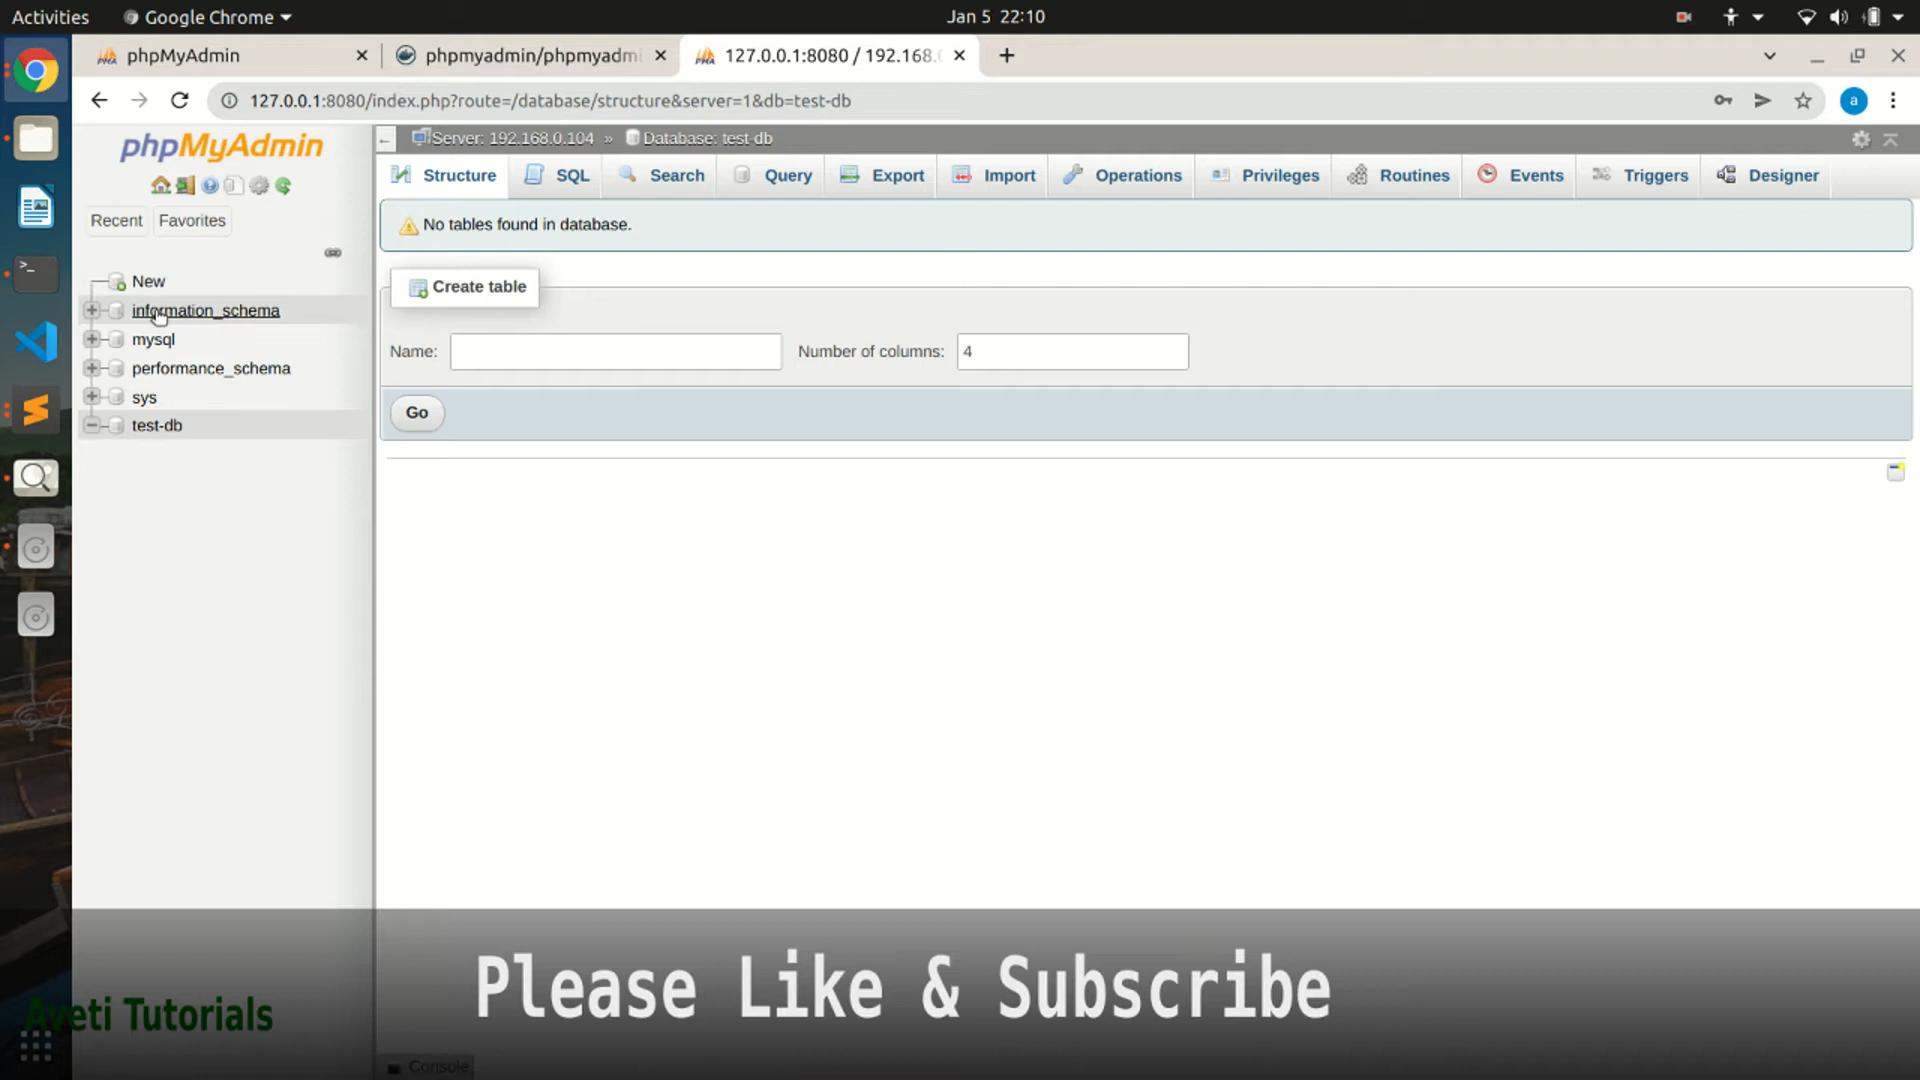 Activities
Google Chrome
Jan 5 22:10
phpMyAdmin
phpmyadmin/phpmyadmi
127.0.0.1:8080 / 192.168.
127.0.0.1:8080/index.php?route=/database/structure&server=1&db=test-db
a
phpMyAdmin
Recent
Favorites
New
information_schema
mysql
performance_schema
sys
test-db
Server: 192.168.0.104 » Database: test-db
Structure
SQL
Search
Query
Export
Import
Operations
Privileges
Routines
Events
Triggers
Designer
No tables found in database.
Create table
Name:
Number of columns: 4
Go
Please Like & Subscribe
Aveti Tutorials
Console